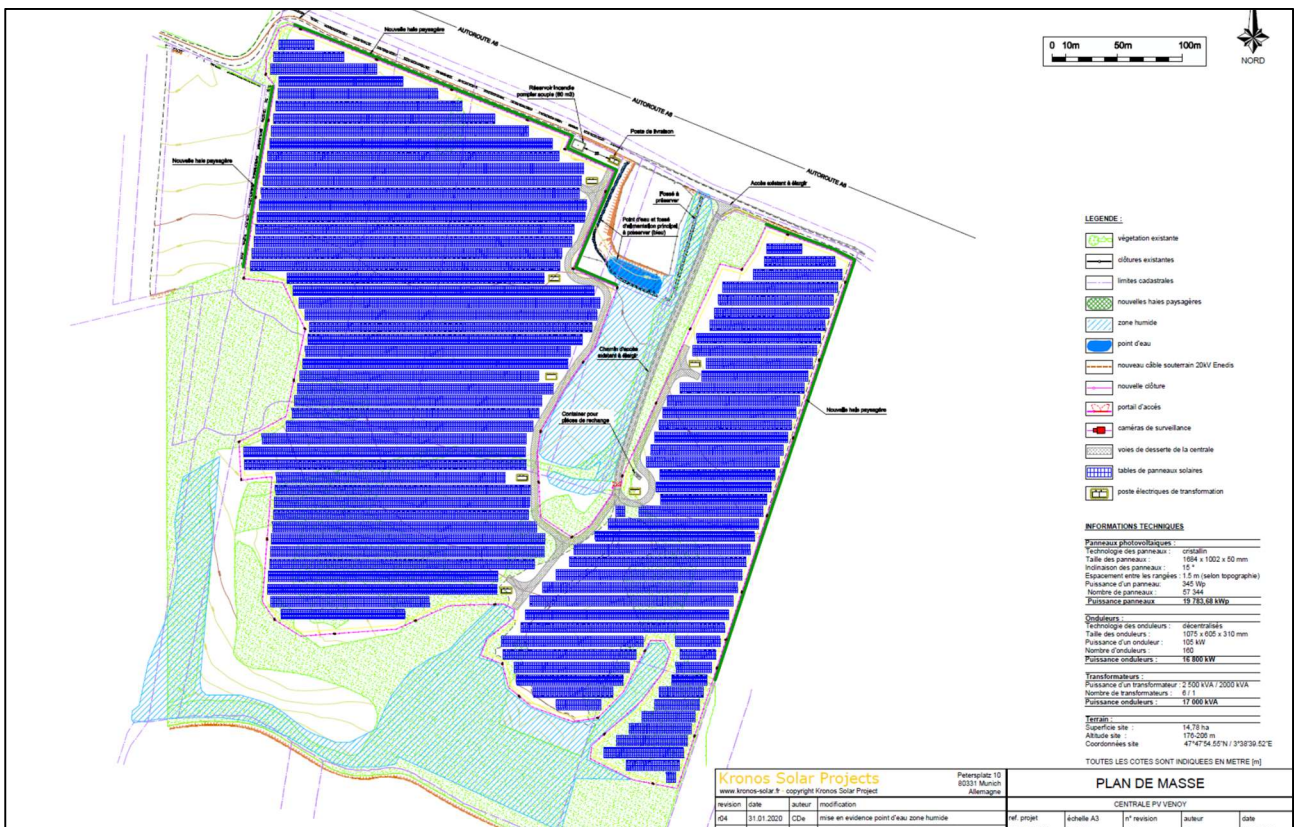 Nouvelle haie paysagère
AUTOROUTE A6
0 10m 50m 100m
NORD
Réservoir incendie
pompier souple (60 m3)
AUTOROUTE A6
Poste de livraison
Nouvelle haie paysagère
Fossé à
préserver
Accès existant à élargir
AUTOROUTE A6
Point d'eau et fossé
d'alimentation principal
à préserver (bleu)
Chemin d'accès
existant à élargir
Container pour
pièces de rechange
Nouvelle haie paysagère
LEGENDE :
végetation existante
clôtures existantes
limites cadastrales
nouvelles haies paysagères
zone humide
point d'eau
nouveau câble souterrain 20kV Enedis
nouvelle clôture
portail d'accès
caméras de surveillance
voies de desserte de la centrale
tables de panneaux solaires
poste électriques de transformation
INFORMATIONS TECHNIQUES
Panneaux photovoltaïques :
Technologie des panneaux : cristallin
Taille des panneaux : 1684 x 1002 x 50 mm
Inclinaison des panneaux : 15 °
Espacement entre les rangées : 1.5 m (selon topographie)
Puissance d'un panneau: 345 Wp
Nombre de panneaux : 57 344
Puissance panneaux 19 783,68 kWp
Onduleurs :
Technologie des onduleurs : décentralisés
Taille des onduleurs : 1075 x 605 x 310 mm
Puissance d'un onduleur : 105 kW
Nombre d'onduleurs : 160
Puissance onduleurs : 16 800 kW
Transformateurs :
Puissance d'un transformateur : 2 500 kVA / 2000 kVA
Nombre de transformateurs : 6 / 1
Puissance onduleurs : 17 000 kVA
Terrain :
Superficie site : 14,78 ha
Altitude site : 176-206 m
Coordonnées site 47°47'54.55"N / 3°38'39.52"E
TOUTES LES COTES SONT INDIQUEES EN METRE [m]
Kronos Solar Projects
www.kronos-solar.fr - copyright Kronos Solar Project
Petersplatz 10
80331 Munich
Allemagne
PLAN DE MASSE
CENTRALE PV VENOY
revision date auteur modification
r04 31.01.2020 CDe mise en evidence point d'eau zone humide
ref. projet échelle A3 n° revision auteur date